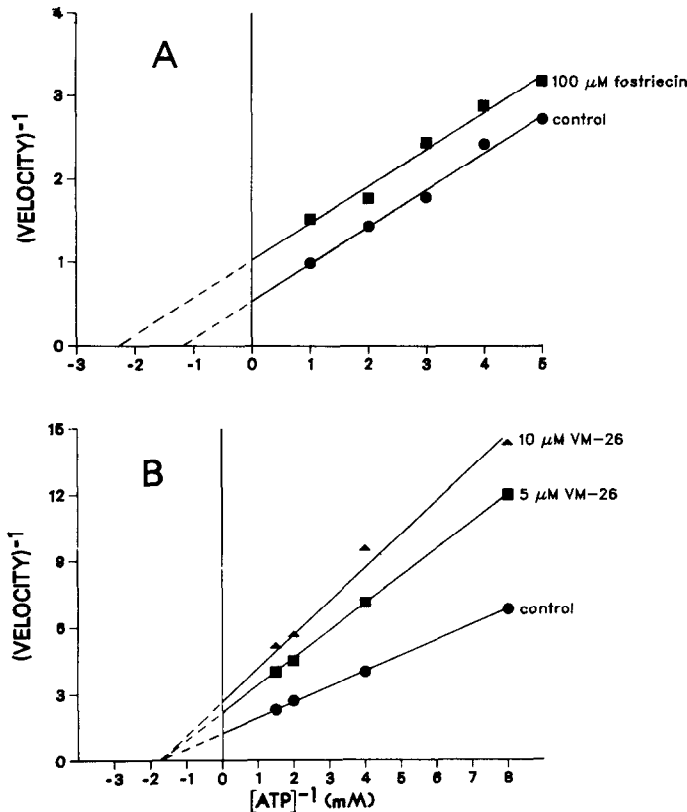 A
(VELOCITY)⁻¹
4
3
2
1
0
-3 -2 -1 0 1 2 3 4 5
100 μM fostriecin
control
B
(VELOCITY)⁻¹
15
12
9
6
3
0
-3 -2 -1 0 1 2 3 4 5 6 7 8
[ATP]⁻¹ (mM)
10 μM VM-26
5 μM VM-26
control